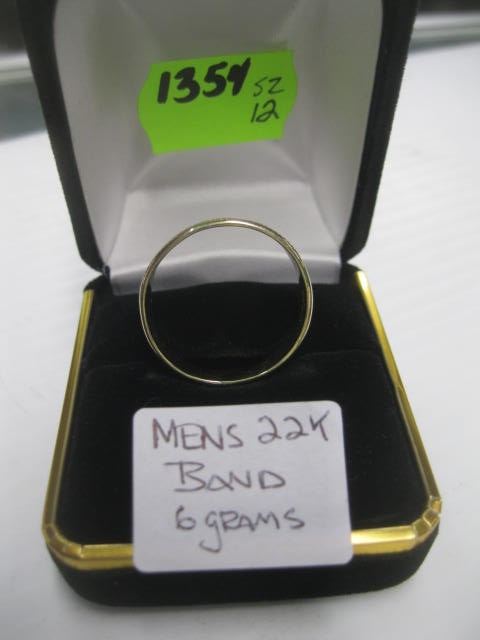 1354 SZ
12
MENS 22K
BAND
6 GRAMS